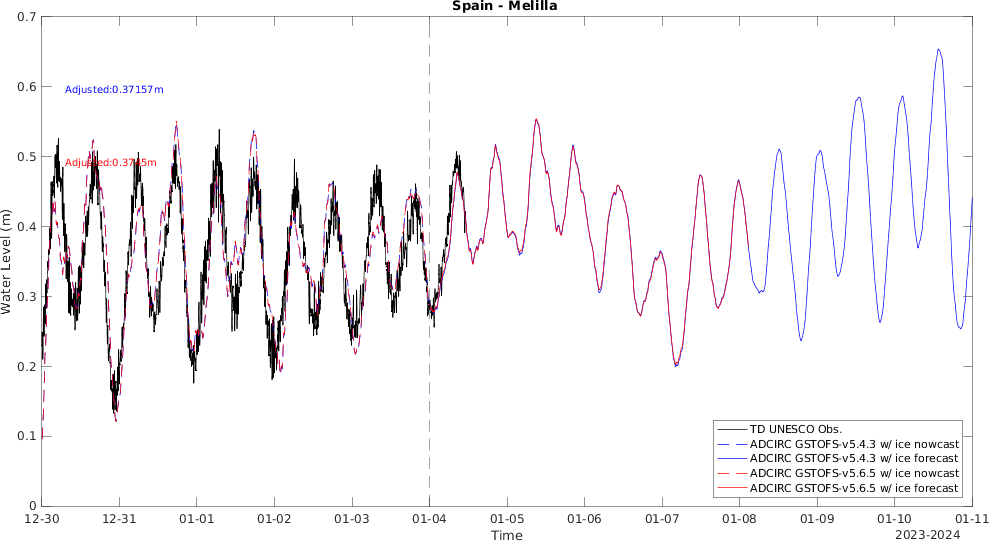 Spain - Melilla
0.7
0.6
0.5
0.4
0.3
0.2
0.1
0
Water Level (m)
Adjusted:0.37157m
12-30
12-31
01-01
01-02
01-03
01-04
01-05
01-06
01-07
01-08
01-09
01-10
01-11
Time
2023-2024
TD UNESCO Obs.
ADCIRC GSTOFS-v5.4.3 w/ ice nowcast
ADCIRC GSTOFS-v5.4.3 w/ ice forecast
ADCIRC GSTOFS-v5.6.5 w/ ice nowcast
ADCIRC GSTOFS-v5.6.5 w/ ice forecast